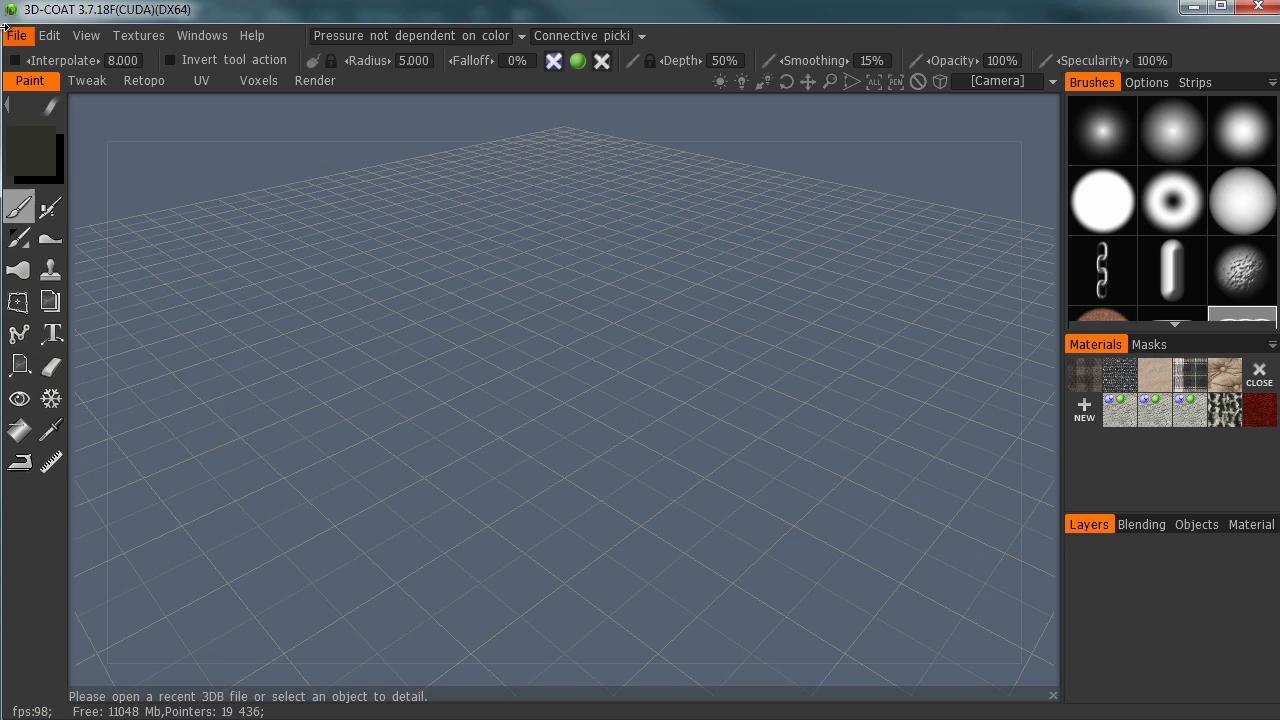 3D-COAT 3.7.18F(CUDA)(DX64)
File Edit View Textures Windows Help Pressure not dependent on color Connective picki
Interpolate 8.000 Invert tool action Radius 5.000 Falloff 0% Depth 50% Smoothing 15% Opacity 100% Specularity 100%
Paint Tweak Retopo UV Voxels Render ALL PEN [Camera]
Brushes Options Strips
Materials Masks
CLOSE
NEW
Layers Blending Objects Material
Please open a recent 3DB file or select an object to detail.
fps:98; Free: 11048 Mb,Pointers: 19 436;